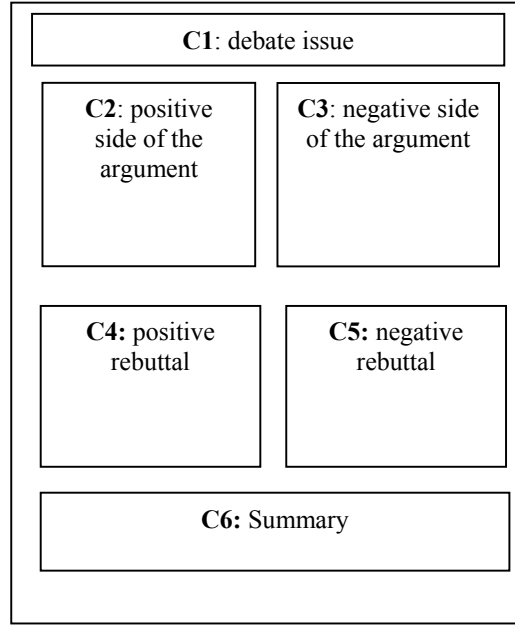 C1: debate issue
C2: positive
side of the
argument
C3: negative side
of the argument
C4: positive
rebuttal
C5: negative
rebuttal
C6: Summary